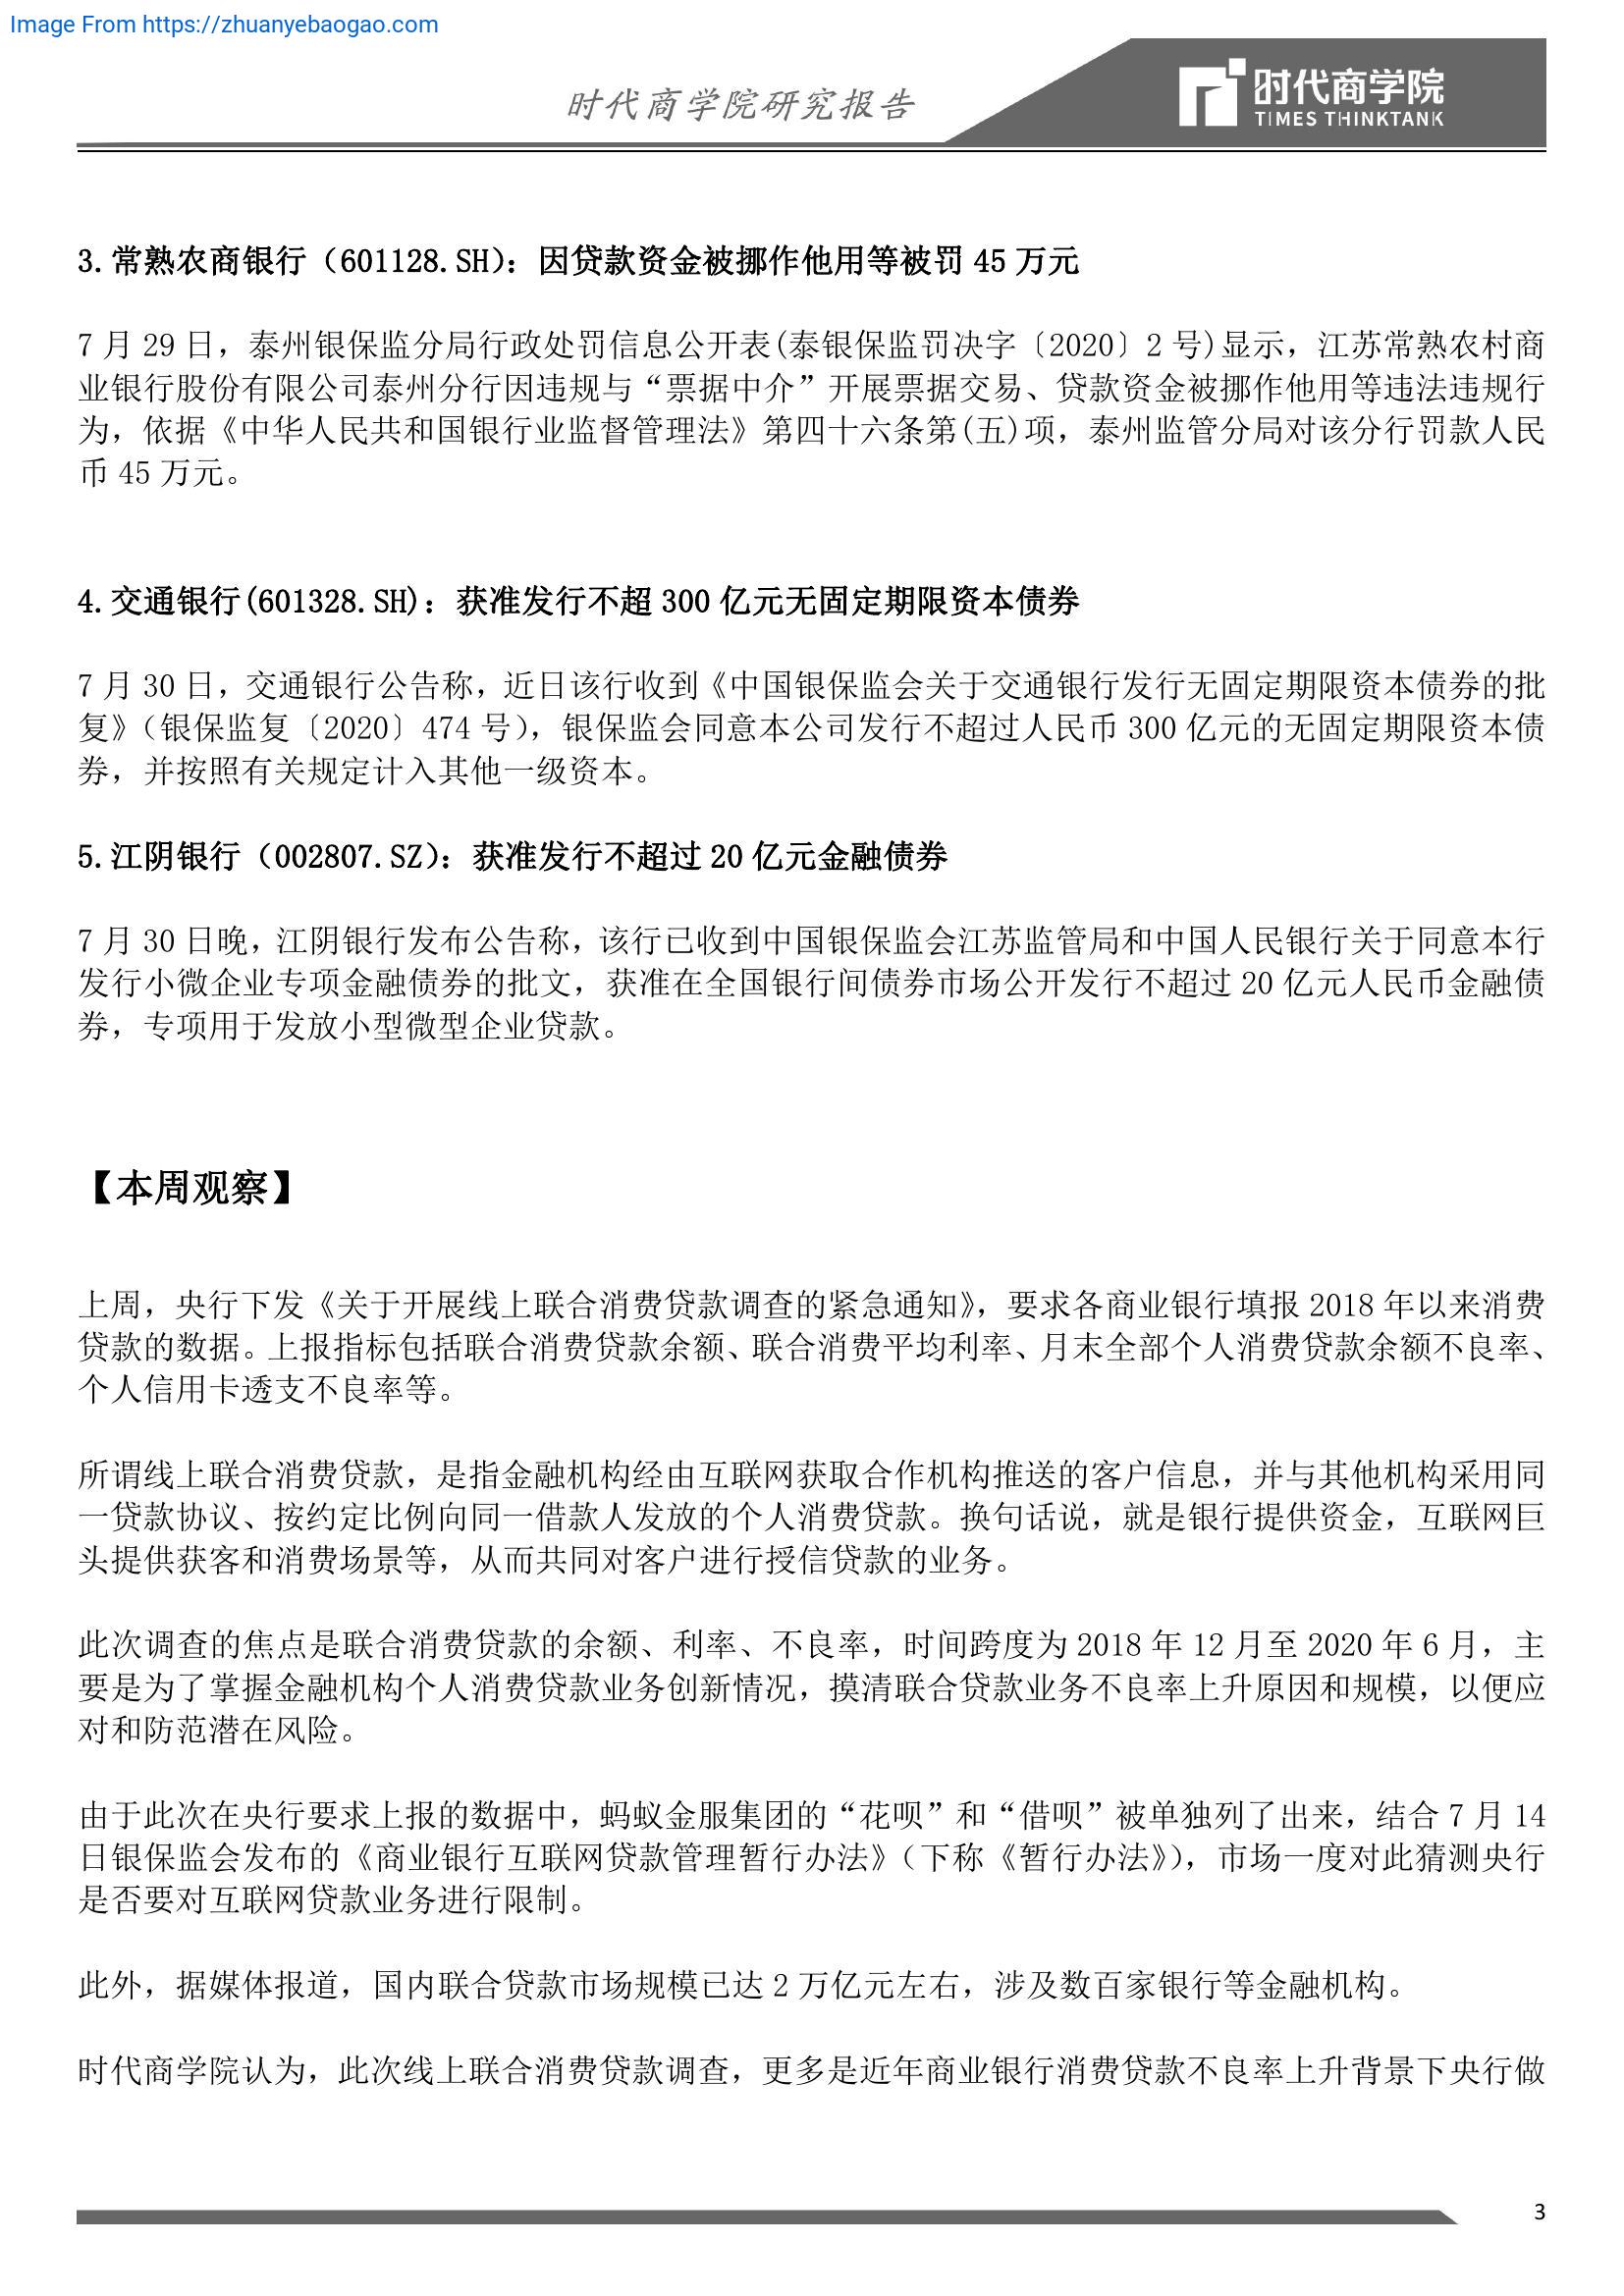 Image From https://zhuanyebaogao.com
时代商学院研究报告
时代商学院
TIMES THINKTANK
3.常熟农商银行（601128.SH）：因贷款资金被挪作他用等被罚 45 万元
7 月 29 日，泰州银保监分局行政处罚信息公开表(泰银保监罚决字〔2020〕2 号)显示，江苏常熟农村商
业银行股份有限公司泰州分行因违规与“票据中介”开展票据交易、贷款资金被挪作他用等违法违规行
为，依据《中华人民共和国银行业监督管理法》第四十六条第(五)项，泰州监管分局对该分行罚款人民
币 45 万元。
4.交通银行(601328.SH)：获准发行不超 300 亿元无固定期限资本债券
7 月 30 日，交通银行公告称，近日该行收到《中国银保监会关于交通银行发行无固定期限资本债券的批
复》（银保监复〔2020〕474 号），银保监会同意本公司发行不超过人民币 300 亿元的无固定期限资本债
券，并按照有关规定计入其他一级资本。
5.江阴银行（002807.SZ）：获准发行不超过 20 亿元金融债券
7 月 30 日晚，江阴银行发布公告称，该行已收到中国银保监会江苏监管局和中国人民银行关于同意本行
发行小微企业专项金融债券的批文，获准在全国银行间债券市场公开发行不超过 20 亿元人民币金融债
券，专项用于发放小型微型企业贷款。
【本周观察】
上周，央行下发《关于开展线上联合消费贷款调查的紧急通知》，要求各商业银行填报 2018 年以来消费
贷款的数据。上报指标包括联合消费贷款余额、联合消费平均利率、月末全部个人消费贷款余额不良率、
个人信用卡透支不良率等。
所谓线上联合消费贷款，是指金融机构经由互联网获取合作机构推送的客户信息，并与其他机构采用同
一贷款协议、按约定比例向同一借款人发放的个人消费贷款。换句话说，就是银行提供资金，互联网巨
头提供获客和消费场景等，从而共同对客户进行授信贷款的业务。
此次调查的焦点是联合消费贷款的余额、利率、不良率，时间跨度为 2018 年 12 月至 2020 年 6 月，主
要是为了掌握金融机构个人消费贷款业务创新情况，摸清联合贷款业务不良率上升原因和规模，以便应
对和防范潜在风险。
由于此次在央行要求上报的数据中，蚂蚁金服集团的“花呗”和“借呗”被单独列了出来，结合 7 月 14
日银保监会发布的《商业银行互联网贷款管理暂行办法》（下称《暂行办法》），市场一度对此猜测央行
是否要对互联网贷款业务进行限制。
此外，据媒体报道，国内联合贷款市场规模已达 2 万亿元左右，涉及数百家银行等金融机构。
时代商学院认为，此次线上联合消费贷款调查，更多是近年商业银行消费贷款不良率上升背景下央行做
3